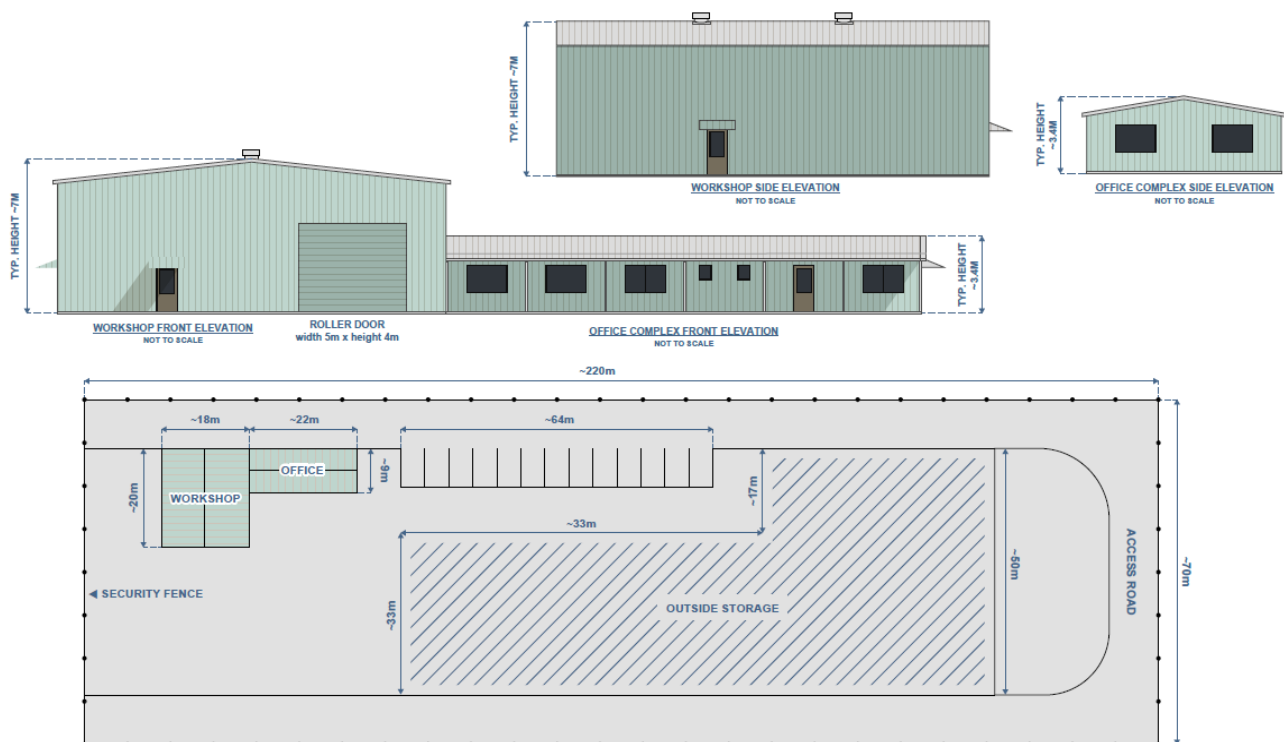 TYP. HEIGHT ~7M
WORKSHOP SIDE ELEVATION
NOT TO SCALE
TYP. HEIGHT
~3.4M
OFFICE COMPLEX SIDE ELEVATION
NOT TO SCALE
TYP. HEIGHT ~7M
WORKSHOP FRONT ELEVATION
NOT TO SCALE
ROLLER DOOR
width 5m x height 4m
OFFICE COMPLEX FRONT ELEVATION
NOT TO SCALE
TYP. HEIGHT
~3.4M
~220m
~18m
~22m
~64m
OFFICE
~9m
WORKSHOP
~20m
~17m
~33m
SECURITY FENCE
~33m
OUTSIDE STORAGE
~50m
ACCESS ROAD
~70m